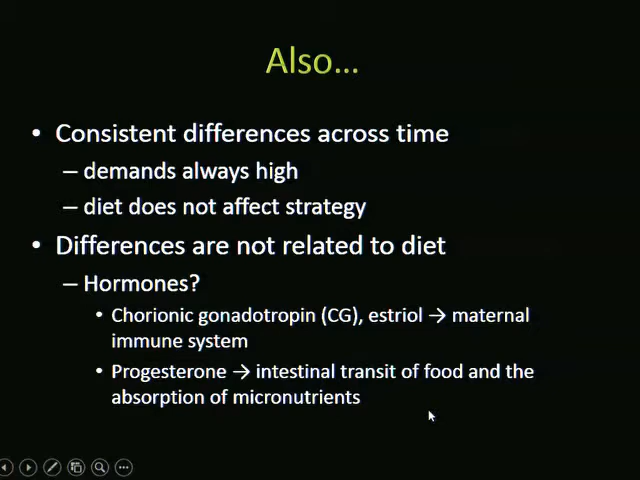 Also...
• Consistent differences across time
– demands always high
– diet does not affect strategy
• Differences are not related to diet
– Hormones?
• Chorionic gonadotropin (CG), estriol → maternal
immune system
• Progesterone → intestinal transit of food and the
absorption of micronutrients